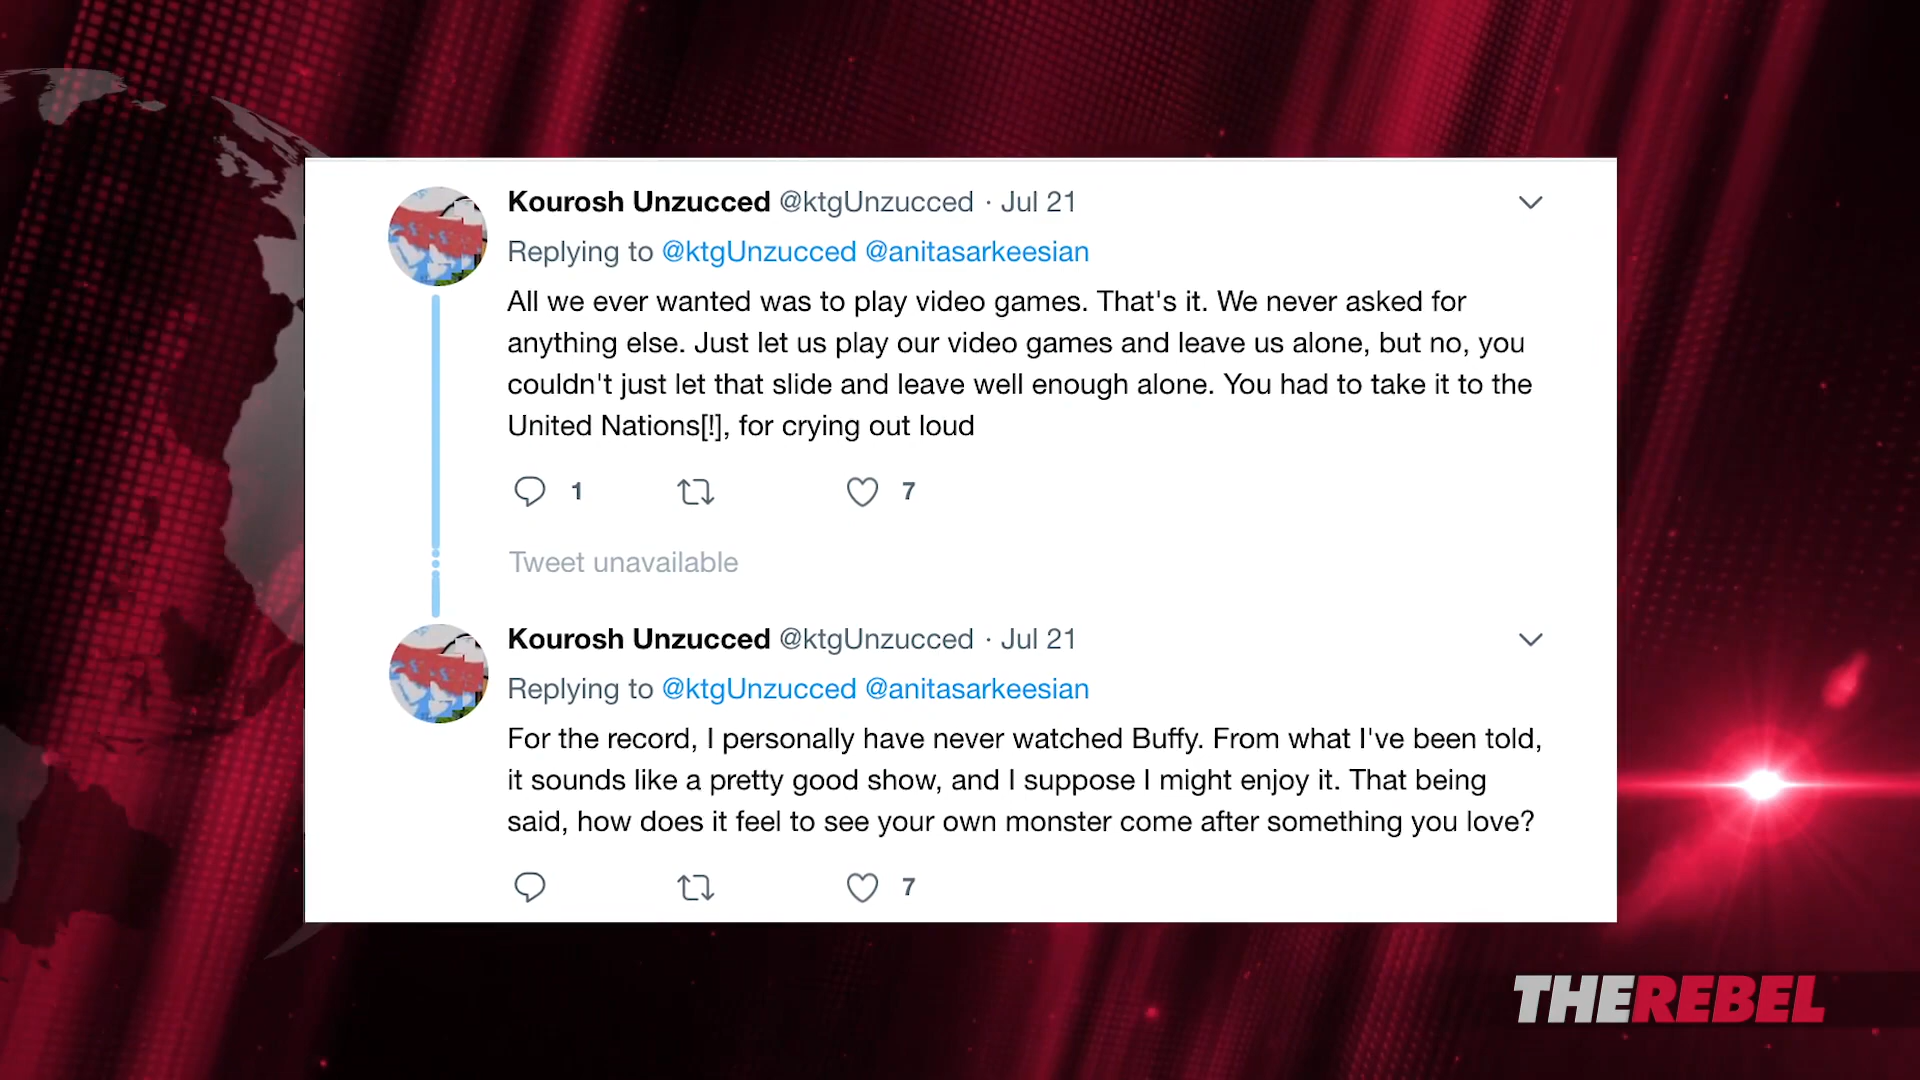 Kourosh Unzucced @ktgUnzucced · Jul 21
Replying to @ktgUnzucced @anitasarkeesian
All we ever wanted was to play video games. That's it. We never asked for
anything else. Just let us play our video games and leave us alone, but no, you
couldn't just let that slide and leave well enough alone. You had to take it to the
United Nations[!], for crying out loud
1 7
Tweet unavailable
Kourosh Unzucced @ktgUnzucced · Jul 21
Replying to @ktgUnzucced @anitasarkeesian
For the record, I personally have never watched Buffy. From what I've been told,
it sounds like a pretty good show, and I suppose I might enjoy it. That being
said, how does it feel to see your own monster come after something you love?
7
THEREBEL